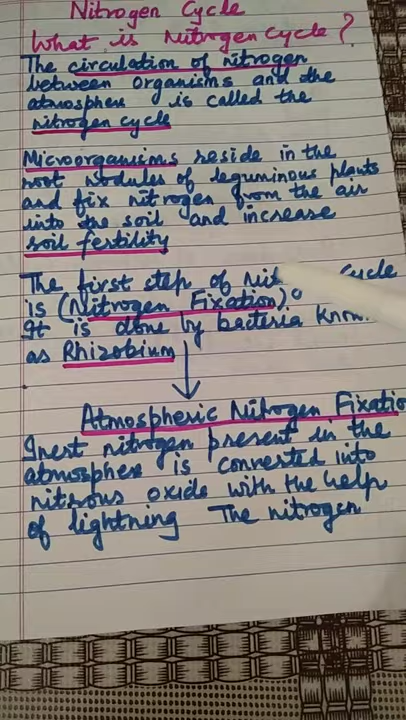 Nitrogen Cycle
What is Nitrogen cycle?
The circulation of nitrogen
between organisms and the
atmosphere is called the
nitrogen cycle
Microorganisms reside in the
root nodules of leguminous plants
and fix nitrogen from the air
into the soil and increase
soil fertility
The first step of cycle
is (Nitrogen Fixation).
It is done by bacteria
as Rhizobium
Atmospheric Nitrogen Fixatio
Inert nitrogen present in the
atmosphere is converted into
nitrous oxide with the help
of lightning The nitrogen